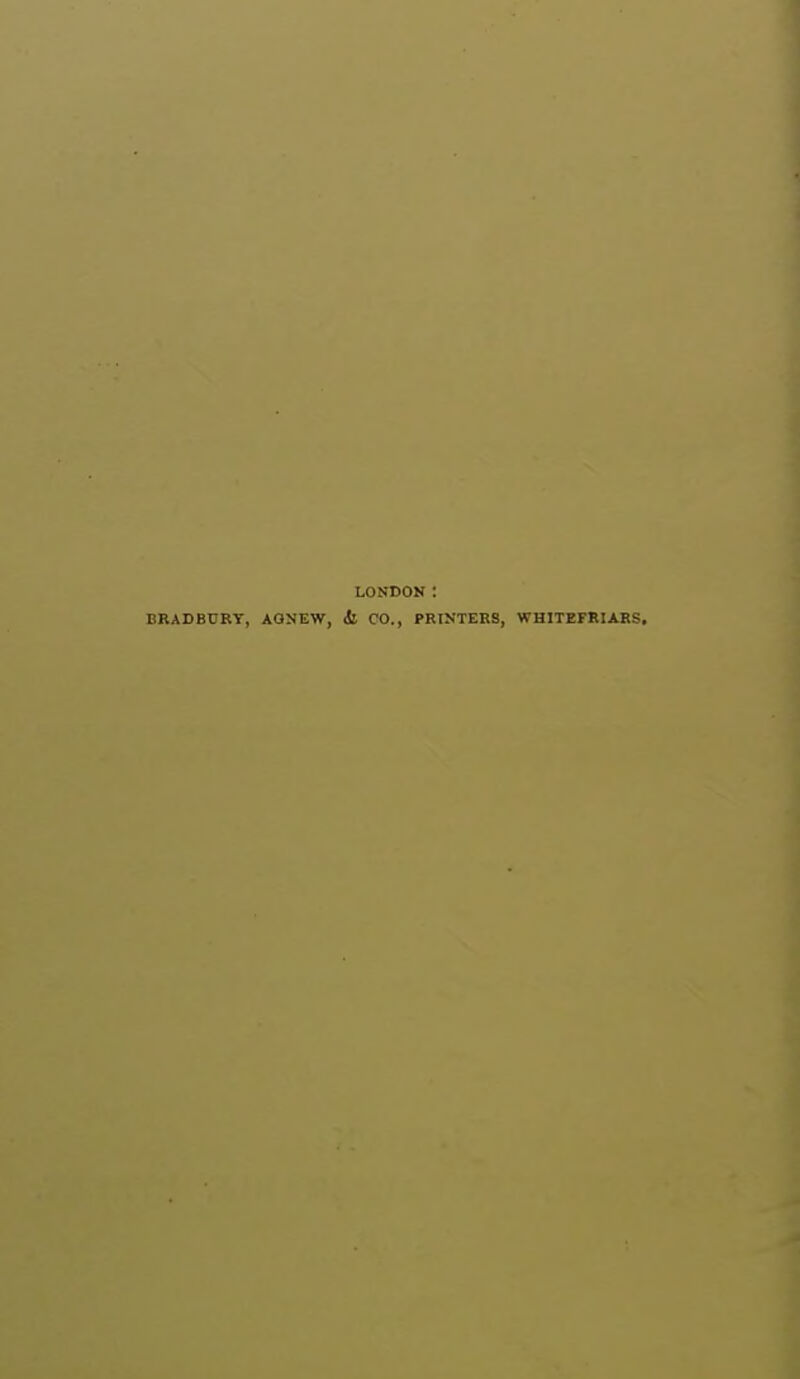 LONDON:
BRADBURY, AGNEW, & CO., PRINTERS, WHITEFRIARS.